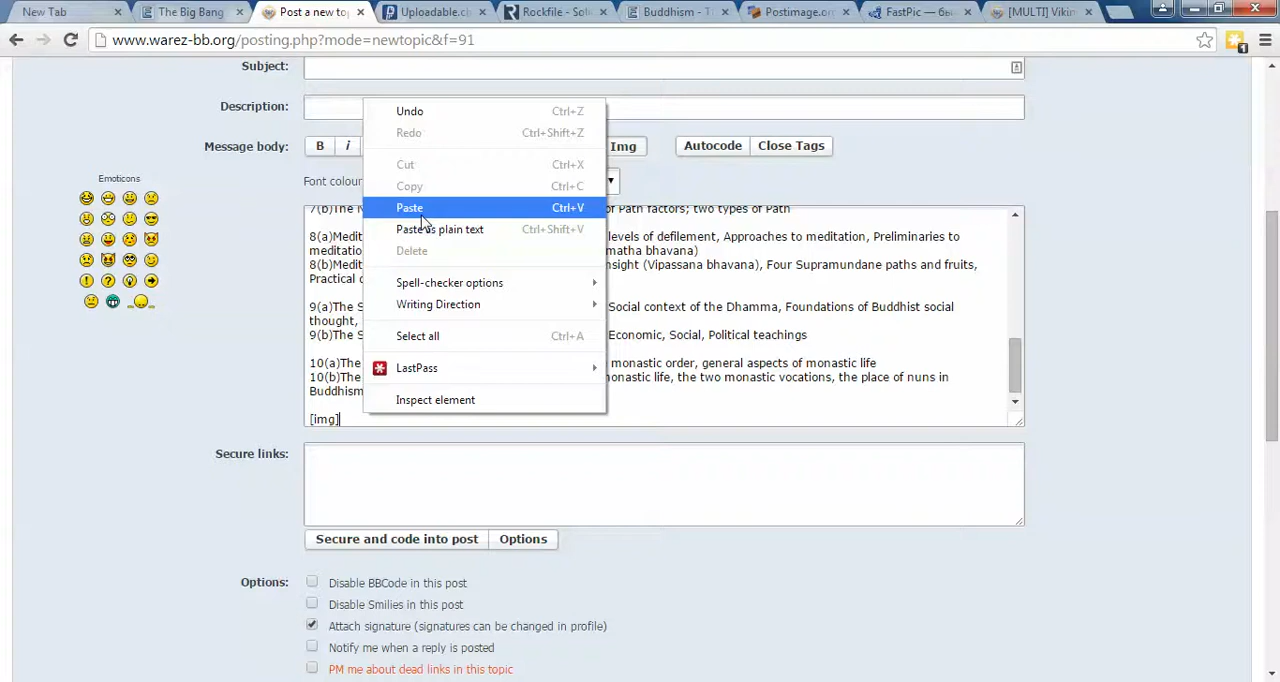 New Tab
The Big Bang
Post a new to
Uploadable.ch
Rockfile - Sol
Buddhism - T
Postimage.or
FastPic — бы
[MULTI] Vikin
www.warez-bb.org/posting.php?mode=newtopic&f=91
1
Subject:
Description:
Message body:
B
i
Img
Autocode
Close Tags
Emoticons
Font colou
Undo Ctrl+Z
Redo Ctrl+Shift+Z
Cut Ctrl+X
Copy Ctrl+C
Paste Ctrl+V
Paste as plain text Ctrl+Shift+V
Delete
Spell-checker options
Writing Direction
Select all Ctrl+A
LastPass
Inspect element
7(b)The of Path factors; two types of Path
8(a)Medit levels of defilement, Approaches to meditation, Preliminaries to
meditatio matha bhavana)
8(b)Medit nsight (Vipassana bhavana), Four Supramundane paths and fruits,
Practical
9(a)The S Social context of the Dhamma, Foundations of Buddhist social
thought,
9(b)The S Economic, Social, Political teachings
10(a)The monastic order, general aspects of monastic life
10(b)The onastic life, the two monastic vocations, the place of nuns in
Buddhism
[img]
Secure links:
Secure and code into post
Options
Options:
Disable BBCode in this post
Disable Smilies in this post
Attach signature (signatures can be changed in profile)
Notify me when a reply is posted
PM me about dead links in this topic